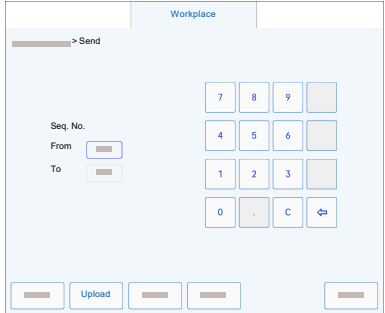 Workplace
> Send
7 8 9
Seq. No.
4 5 6
From
To
1 2 3
0 . C ⇦
Upload